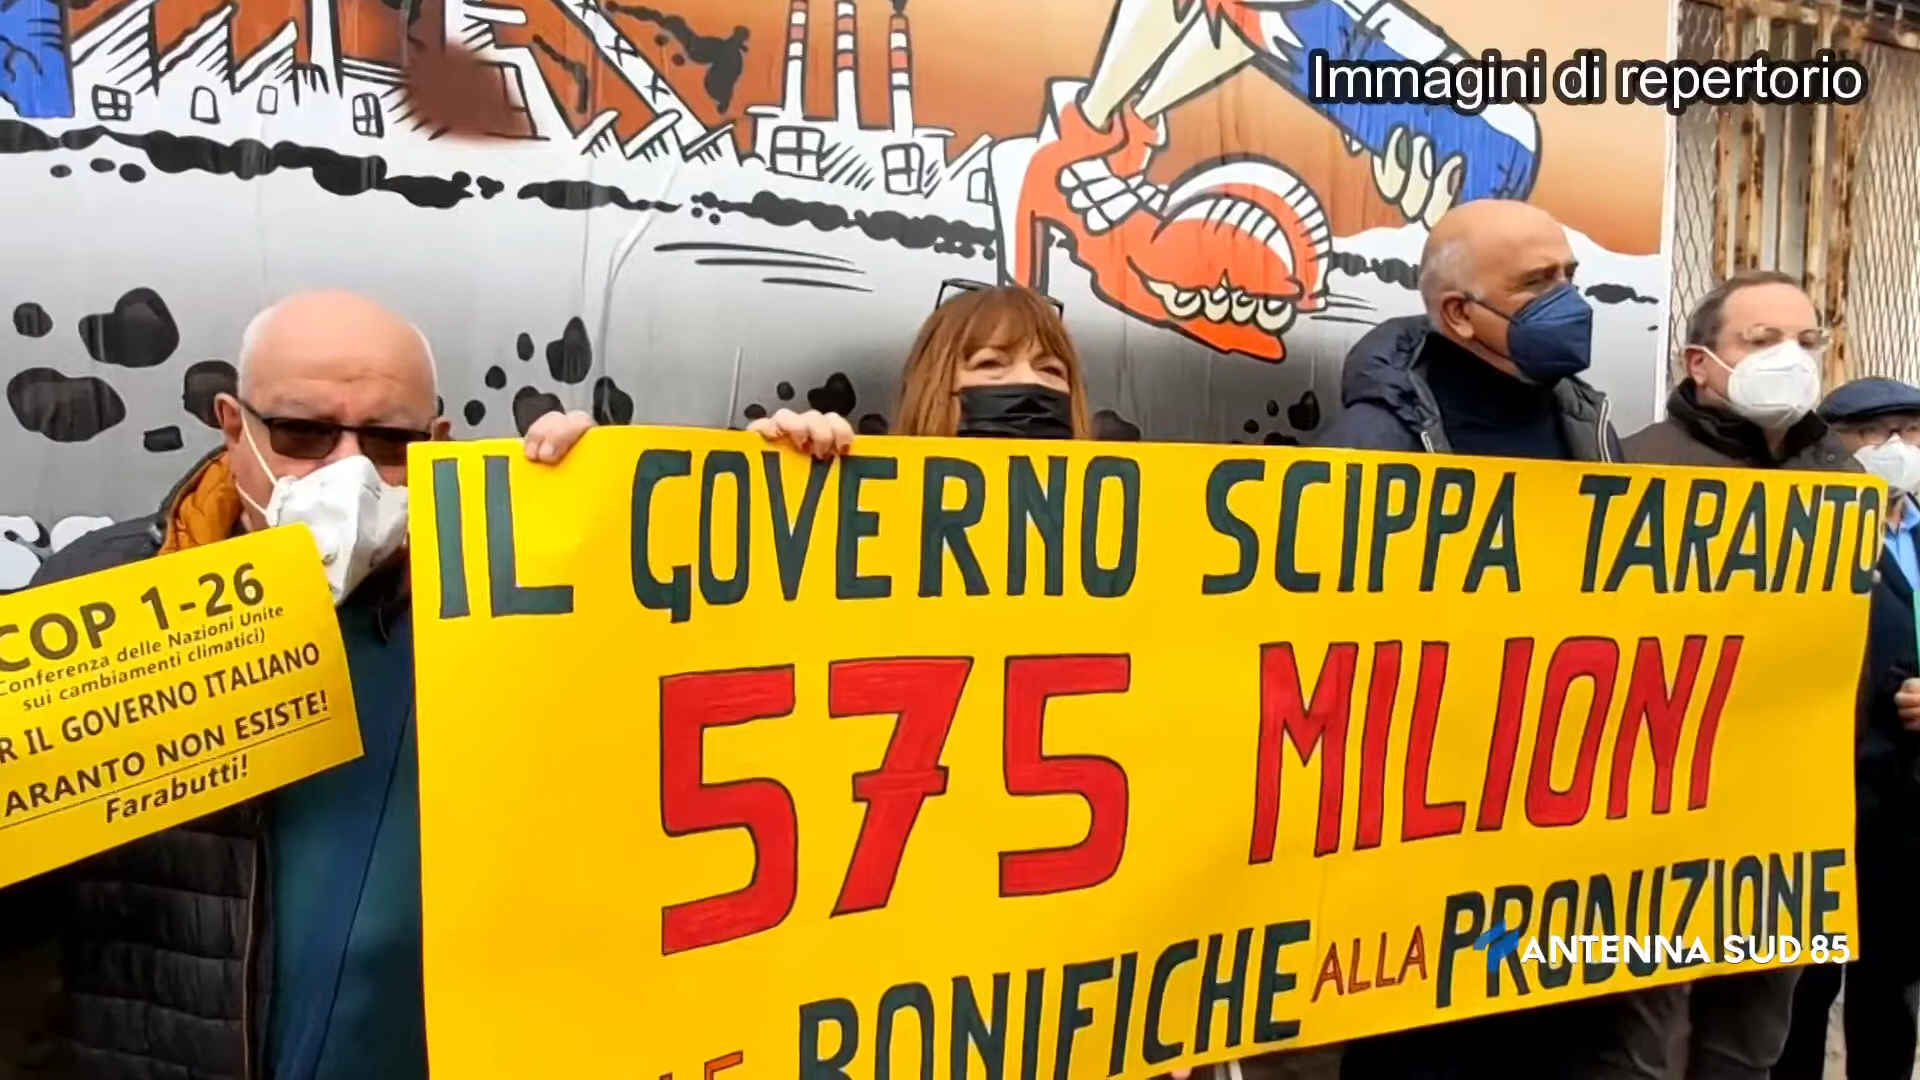 Immagini di repertorio
IL GOVERNO SCIPPA TARANTO
575 MILIONI
BONIFICHE ALLA PRODUZIONE
COP 1-26
Conferenza delle Nazioni Unite
sui cambiamenti climatici)
IL GOVERNO ITALIANO
ARANTO NON ESISTE!
Farabutti!
ANTENNA SUD 85